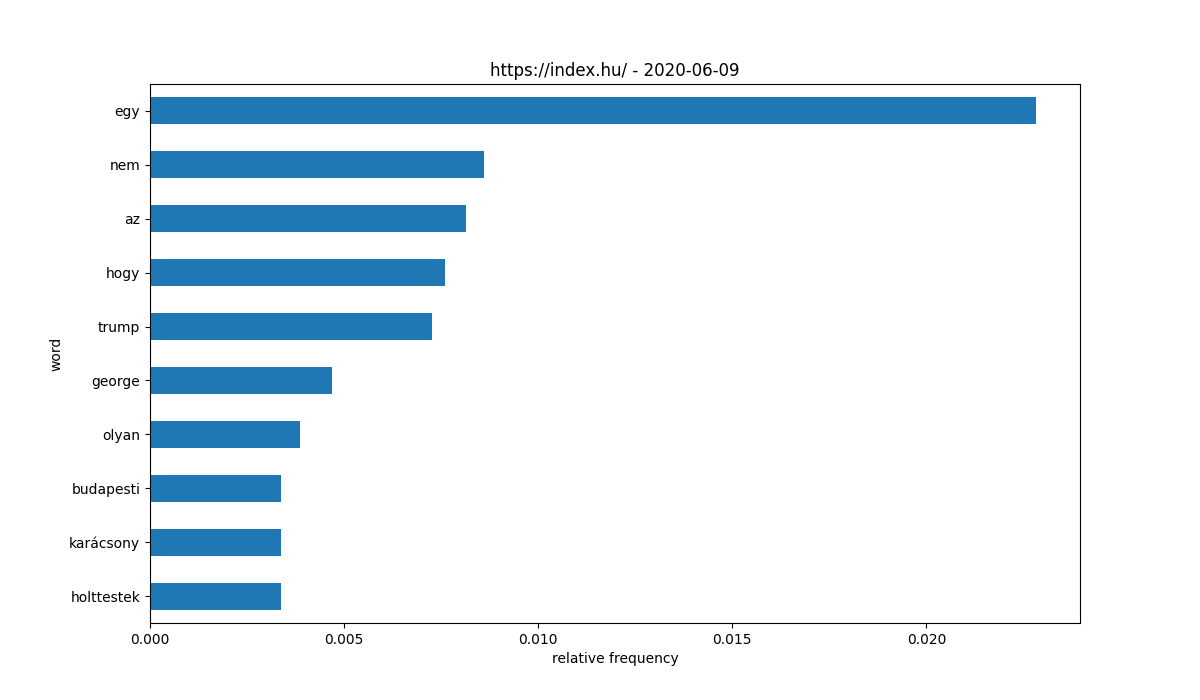 https://index.hu/ - 2020-06-09
egy
nem
az
hogy
trump
george
olyan
budapesti
karácsony
holttestek
word
0.000 0.005 0.010 0.015 0.020
relative frequency